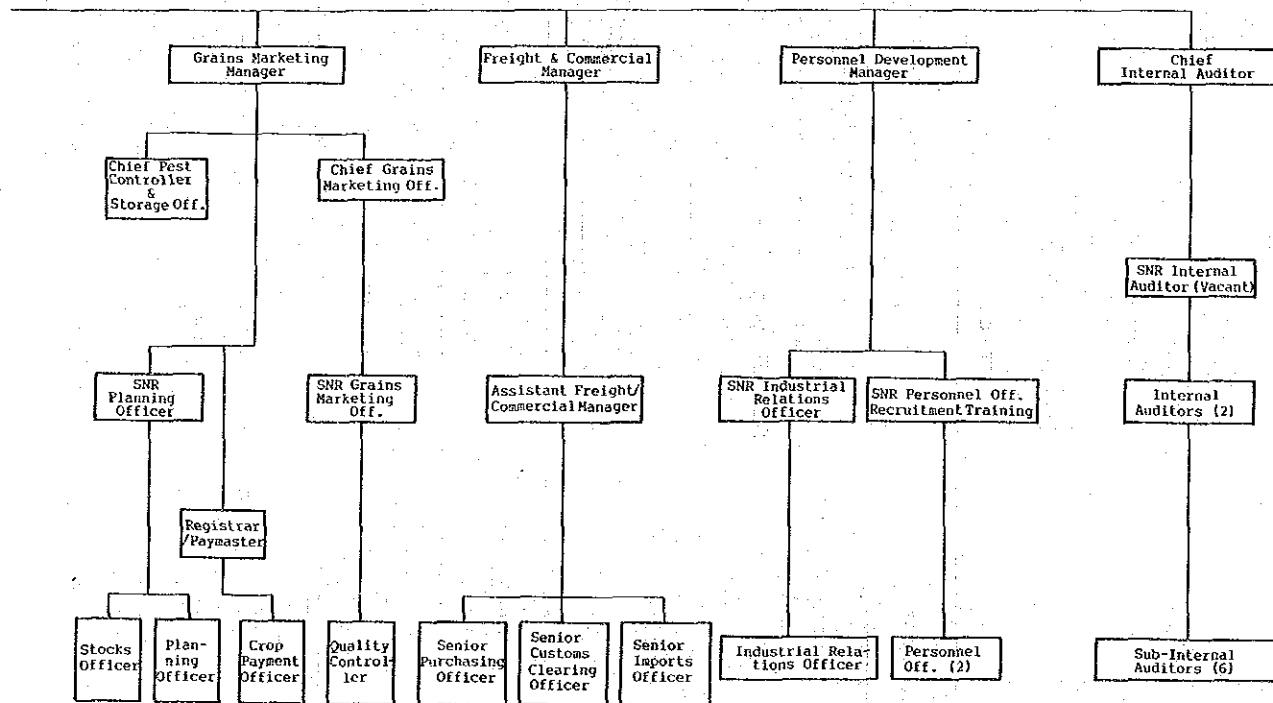 Grains Marketing
Manager
Freight & Commercial
Manager
Personnel Development
Manager
Chief
Internal Auditor
Chief Pest
Controller
&
Storage Off.
Chief Grains
Marketing Off.
SNR Internal
Auditor (Vacant)
SNR
Planning
Officer
SNR Grains
Marketing
Off.
Assistant Freight/
Commercial Manager
SNR Industrial
Relations
Officer
SNR Personnel Off.
Recruitment Training
Internal
Auditors (2)
Registrar
/Paymaster
Stocks
Officer
Plan-
ning
Officer
Crop
Payment
Officer
Quality
Control-
ler
Senior
Purchasing
Officer
Senior
Customs
Clearing
Officer
Senior
Imports
Officer
Industrial Rela-
tions Officer
Personnel
Off. (2)
Sub-Internal
Auditors (6)